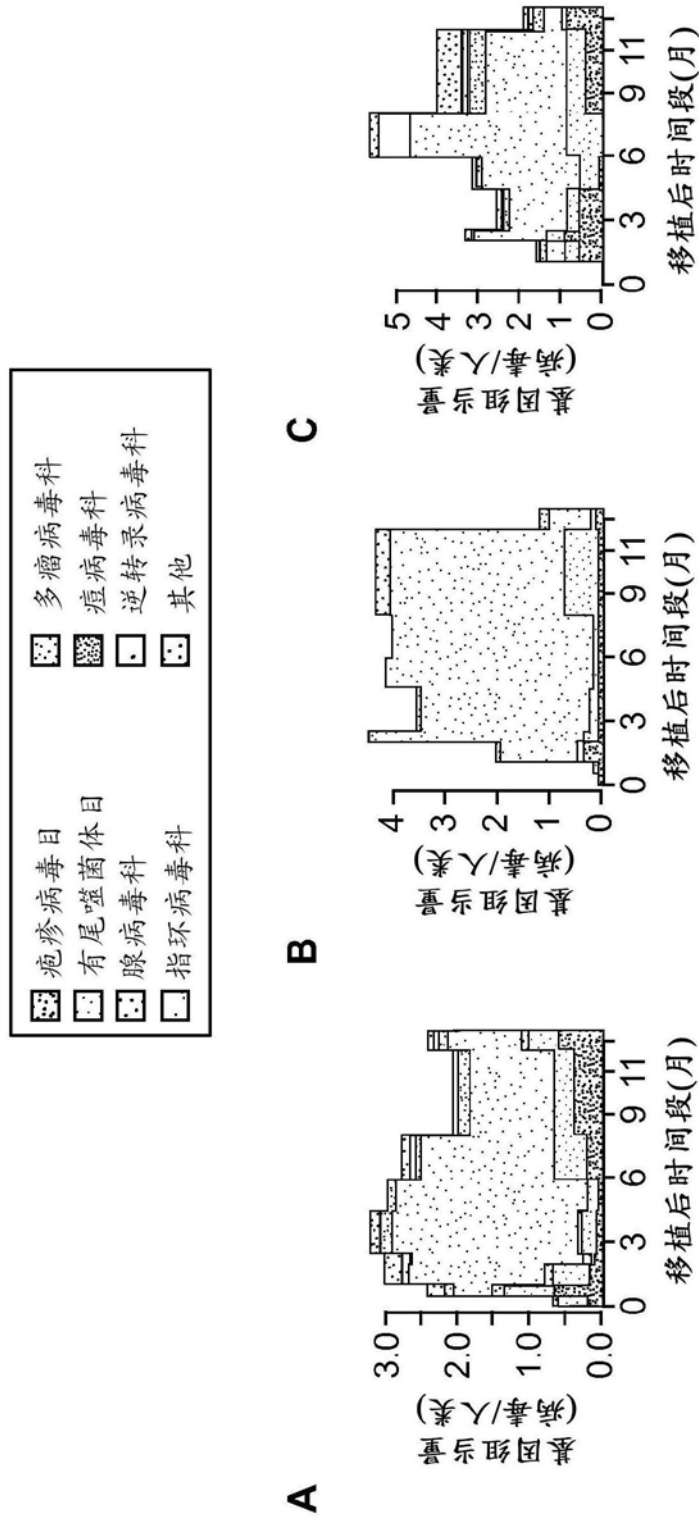 疱疹病毒目
有尾噬菌体目
腺病毒科
指环病毒科
多瘤病毒科
痘病毒科
逆转录病毒科
其他
A
基因组当量
(病毒/人类)
3.0
2.0
1.0
0.0
0 3 6 9 11
移植后时间段(月)
B
基因组当量
(病毒/人类)
4
3
2
1
0
0 3 6 9 11
移植后时间段(月)
C
基因组当量
(病毒/人类)
5
4
3
2
1
0
0 3 6 9 11
移植后时间段(月)